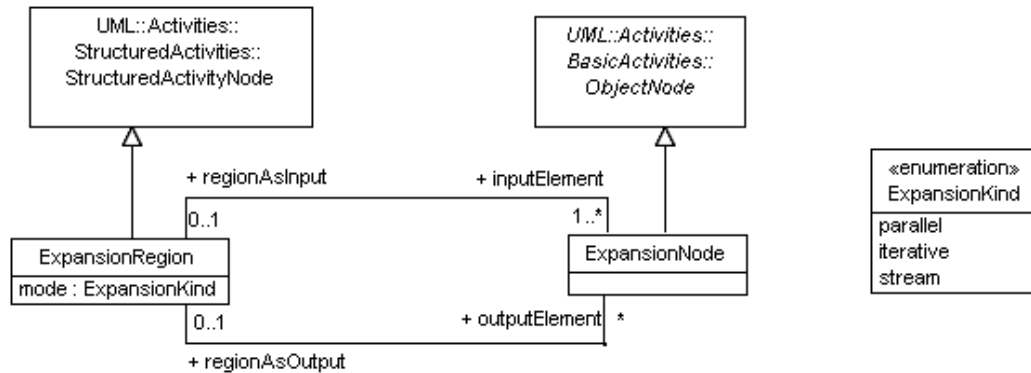 UML::Activities::
StructuredActivities::
StructuredActivityNode
UML::Activities::
BasicActivities::
ObjectNode
+ regionAsInput
+ inputElement
0..1
1..*
ExpansionRegion
mode : ExpansionKind
ExpansionNode
0..1
+ outputElement
*
+ regionAsOutput
«enumeration»
ExpansionKind
parallel
iterative
stream